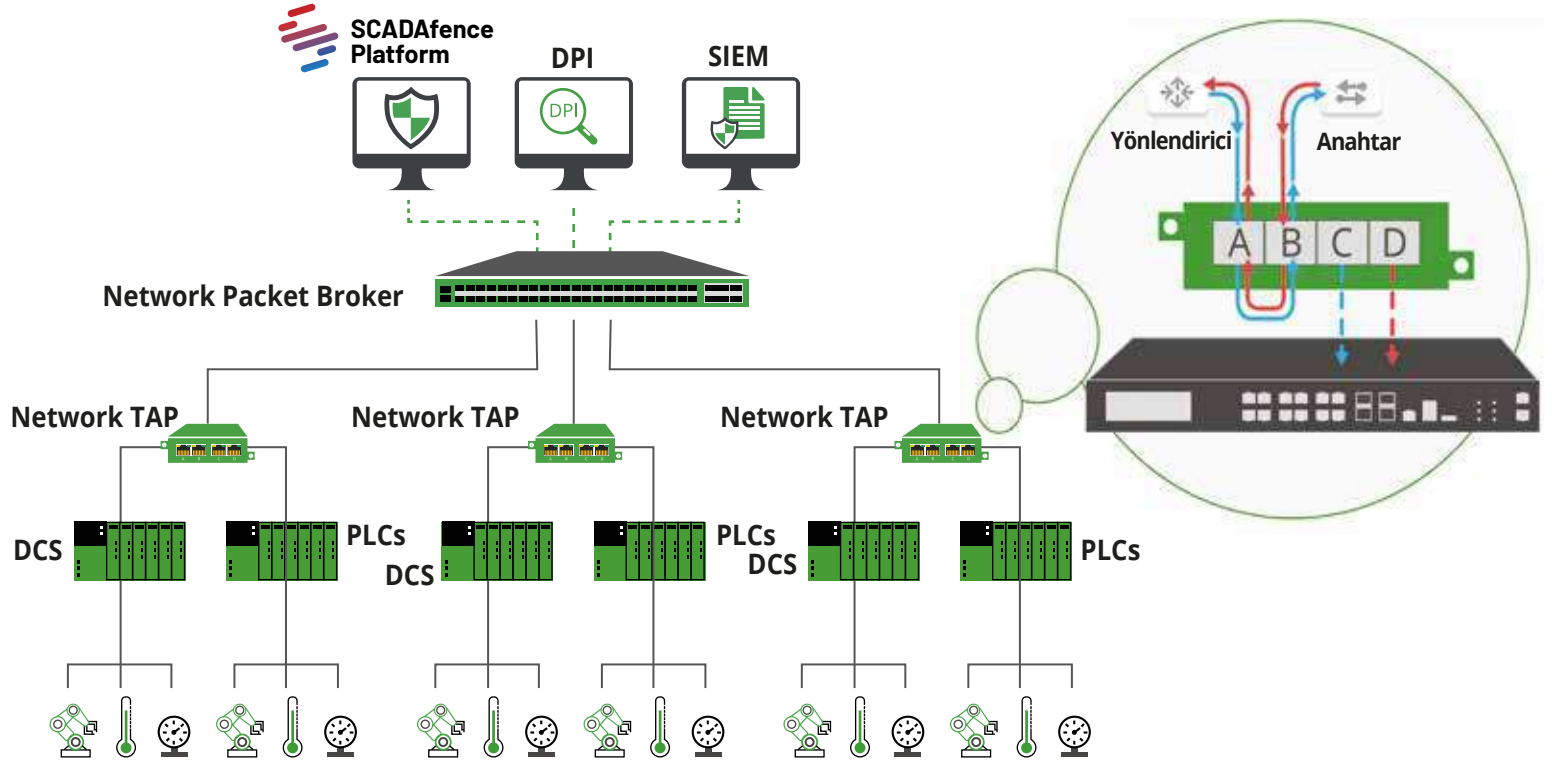 SCADAfence
Platform
DPI
SIEM
DPI
Yönlendirici
Anahtar
A B C D
Network Packet Broker
Network TAP
Network TAP
Network TAP
A B C D
A B C D
A B C D
DCS
PLCs
DCS
PLCs
DCS
PLCs